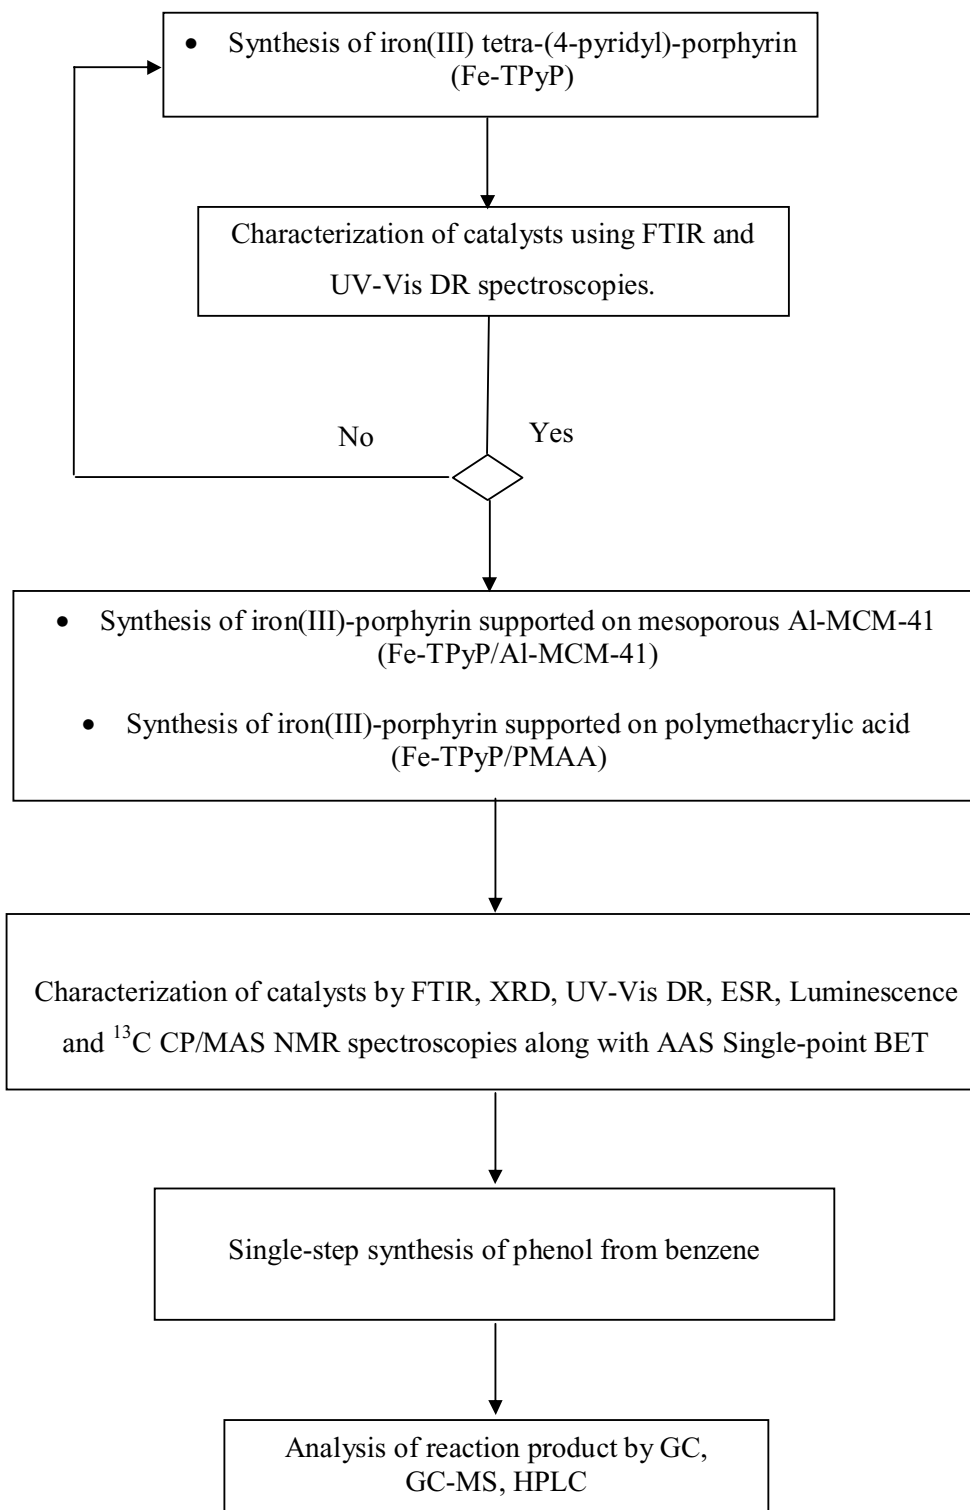 • Synthesis of iron(III) tetra-(4-pyridyl)-porphyrin
(Fe-TPyP)
Characterization of catalysts using FTIR and
UV-Vis DR spectroscopies.
No
Yes
• Synthesis of iron(III)-porphyrin supported on mesoporous Al-MCM-41
(Fe-TPyP/Al-MCM-41)
• Synthesis of iron(III)-porphyrin supported on polymethacrylic acid
(Fe-TPyP/PMAA)
Characterization of catalysts by FTIR, XRD, UV-Vis DR, ESR, Luminescence
and ¹³C CP/MAS NMR spectroscopies along with AAS Single-point BET
Single-step synthesis of phenol from benzene
Analysis of reaction product by GC,
GC-MS, HPLC